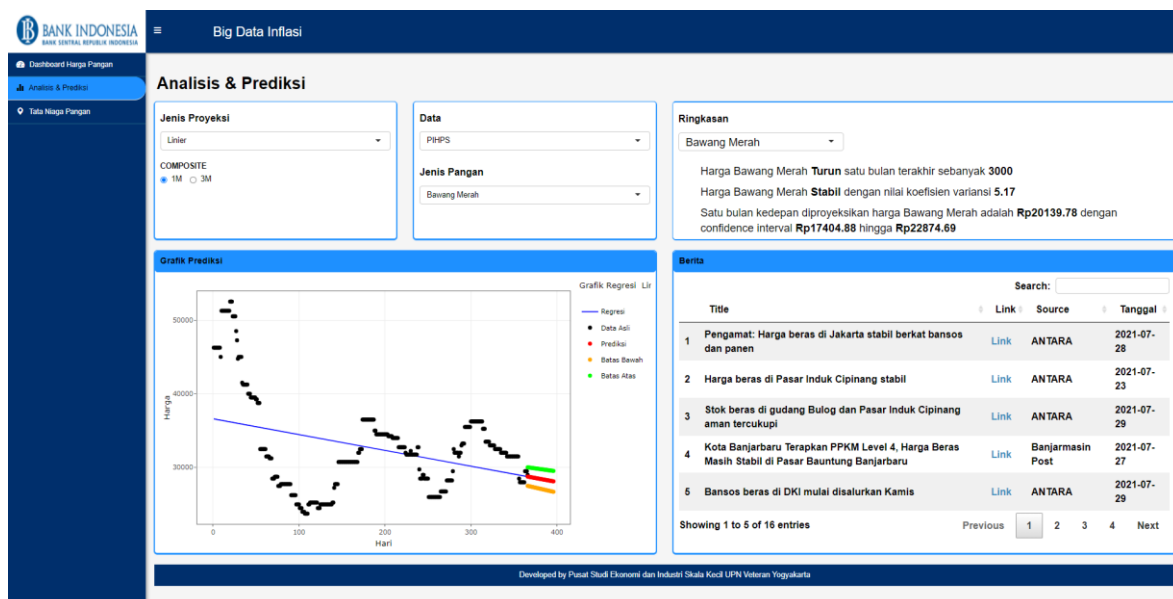 BANK INDONESIA
BANK SENTRAL REPUBLIK INDONESIA
≡ Big Data Inflasi
Dashboard Harga Pangan
Analisis & Prediksi
Tata Niaga Pangan
Analisis & Prediksi
Jenis Proyeksi
Linier
COMPOSITE
1M 3M
Data
PIHPS
Jenis Pangan
Bawang Merah
Ringkasan
Bawang Merah
Harga Bawang Merah Turun satu bulan terakhir sebanyak 3000
Harga Bawang Merah Stabil dengan nilai koefisien variansi 5.17
Satu bulan kedepan diproyeksikan harga Bawang Merah adalah Rp20139.78 dengan
confidence interval Rp17404.88 hingga Rp22874.69
Grafik Prediksi
Grafik Regresi Lir
Regresi
Data Asli
Prediksi
Batas Bawah
Batas Atas
Harga
50000
40000
30000
0 100 200 300 400
Hari
Berita
Search:
Title Link Source Tanggal
1 Pengamat: Harga beras di Jakarta stabil berkat bansos
dan panen Link ANTARA 2021-07-
28
2 Harga beras di Pasar Induk Cipinang stabil Link ANTARA 2021-07-
23
3 Stok beras di gudang Bulog dan Pasar Induk Cipinang
aman tercukupi Link ANTARA 2021-07-
29
4 Kota Banjarbaru Terapkan PPKM Level 4, Harga Beras
Masih Stabil di Pasar Bauntung Banjarbaru Link Banjarmasin
Post 2021-07-
27
5 Bansos beras di DKI mulai disalurkan Kamis Link ANTARA 2021-07-
29
Showing 1 to 5 of 16 entries Previous 1 2 3 4 Next
Developed by Pusat Studi Ekonomi dan Industri Skala Kecil UPN Veteran Yogyakarta